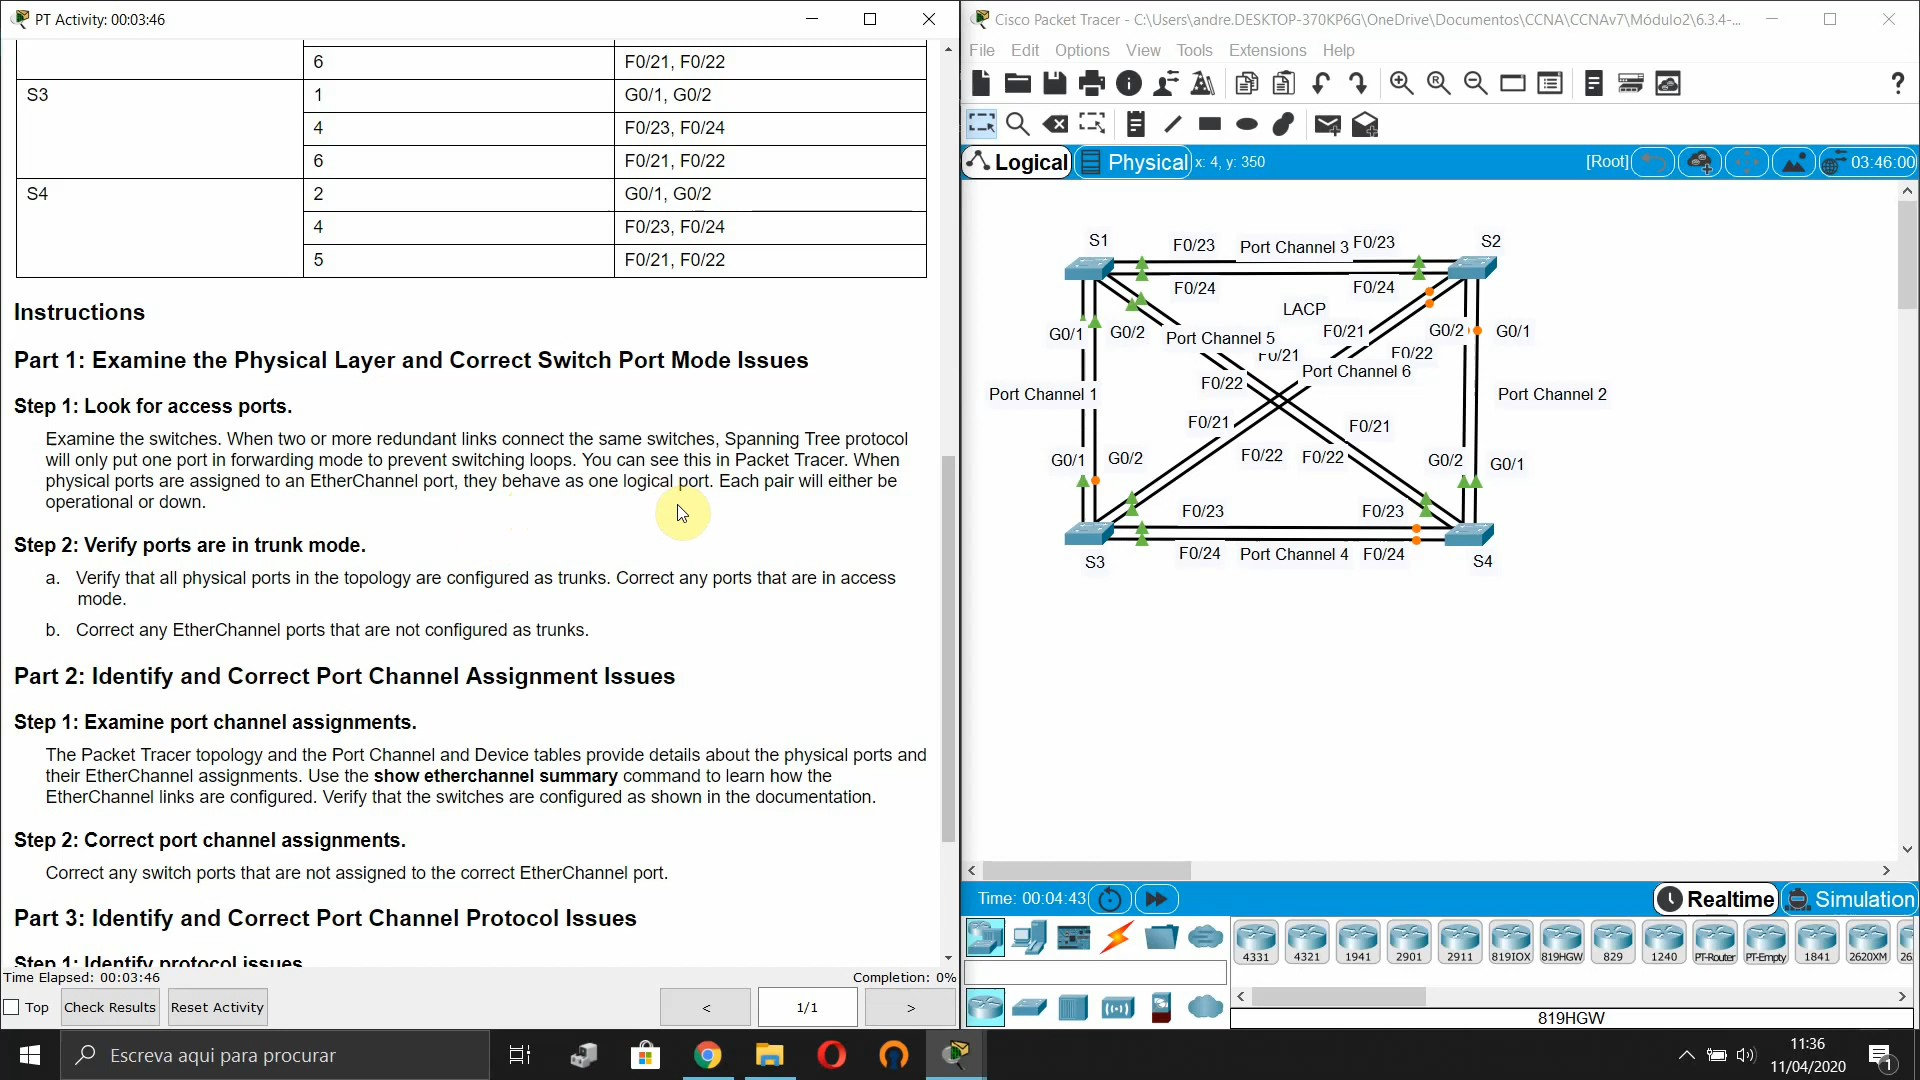 PT Activity: 00:03:46
6 F0/21, F0/22
S3 1 G0/1, G0/2
4 F0/23, F0/24
6 F0/21, F0/22
S4 2 G0/1, G0/2
4 F0/23, F0/24
5 F0/21, F0/22
Instructions
Part 1: Examine the Physical Layer and Correct Switch Port Mode Issues
Step 1: Look for access ports.
Examine the switches. When two or more redundant links connect the same switches, Spanning Tree protocol
will only put one port in forwarding mode to prevent switching loops. You can see this in Packet Tracer. When
physical ports are assigned to an EtherChannel port, they behave as one logical port. Each pair will either be
operational or down.
Step 2: Verify ports are in trunk mode.
a. Verify that all physical ports in the topology are configured as trunks. Correct any ports that are in access
mode.
b. Correct any EtherChannel ports that are not configured as trunks.
Part 2: Identify and Correct Port Channel Assignment Issues
Step 1: Examine port channel assignments.
The Packet Tracer topology and the Port Channel and Device tables provide details about the physical ports and
their EtherChannel assignments. Use the show etherchannel summary command to learn how the
EtherChannel links are configured. Verify that the switches are configured as shown in the documentation.
Step 2: Correct port channel assignments.
Correct any switch ports that are not assigned to the correct EtherChannel port.
Part 3: Identify and Correct Port Channel Protocol Issues
Step 1: Identify protocol issues
Time Elapsed: 00:03:46 Completion: 0%
Top Check Results Reset Activity < 1/1 >
Cisco Packet Tracer - C:\Users\andre.DESKTOP-370KP6G\OneDrive\Documentos\CCNA\CCNAv7\Módulo2\6.3.4-...
File Edit Options View Tools Extensions Help
?
Logical Physical x: 4, y: 350 [Root] 03:46:00
S1 F0/23 Port Channel 3 F0/23 S2
F0/24 F0/24
LACP
G0/1 G0/2 Port Channel 5 F0/21 G0/2 G0/1
F0/21 F0/22
Port Channel 6
F0/22
Port Channel 1 Port Channel 2
F0/21 F0/21
G0/1 G0/2 F0/22 F0/22 G0/2 G0/1
F0/23 F0/23
F0/24 Port Channel 4 F0/24
S3 S4
Time: 00:04:43 Realtime Simulation
4331 4321 1941 2901 2911 819IOX 819HGW 829 1240 PT-Router PT-Empty 1841 2620XM 26
819HGW
Escreva aqui para procurar
11:36
11/04/2020
1